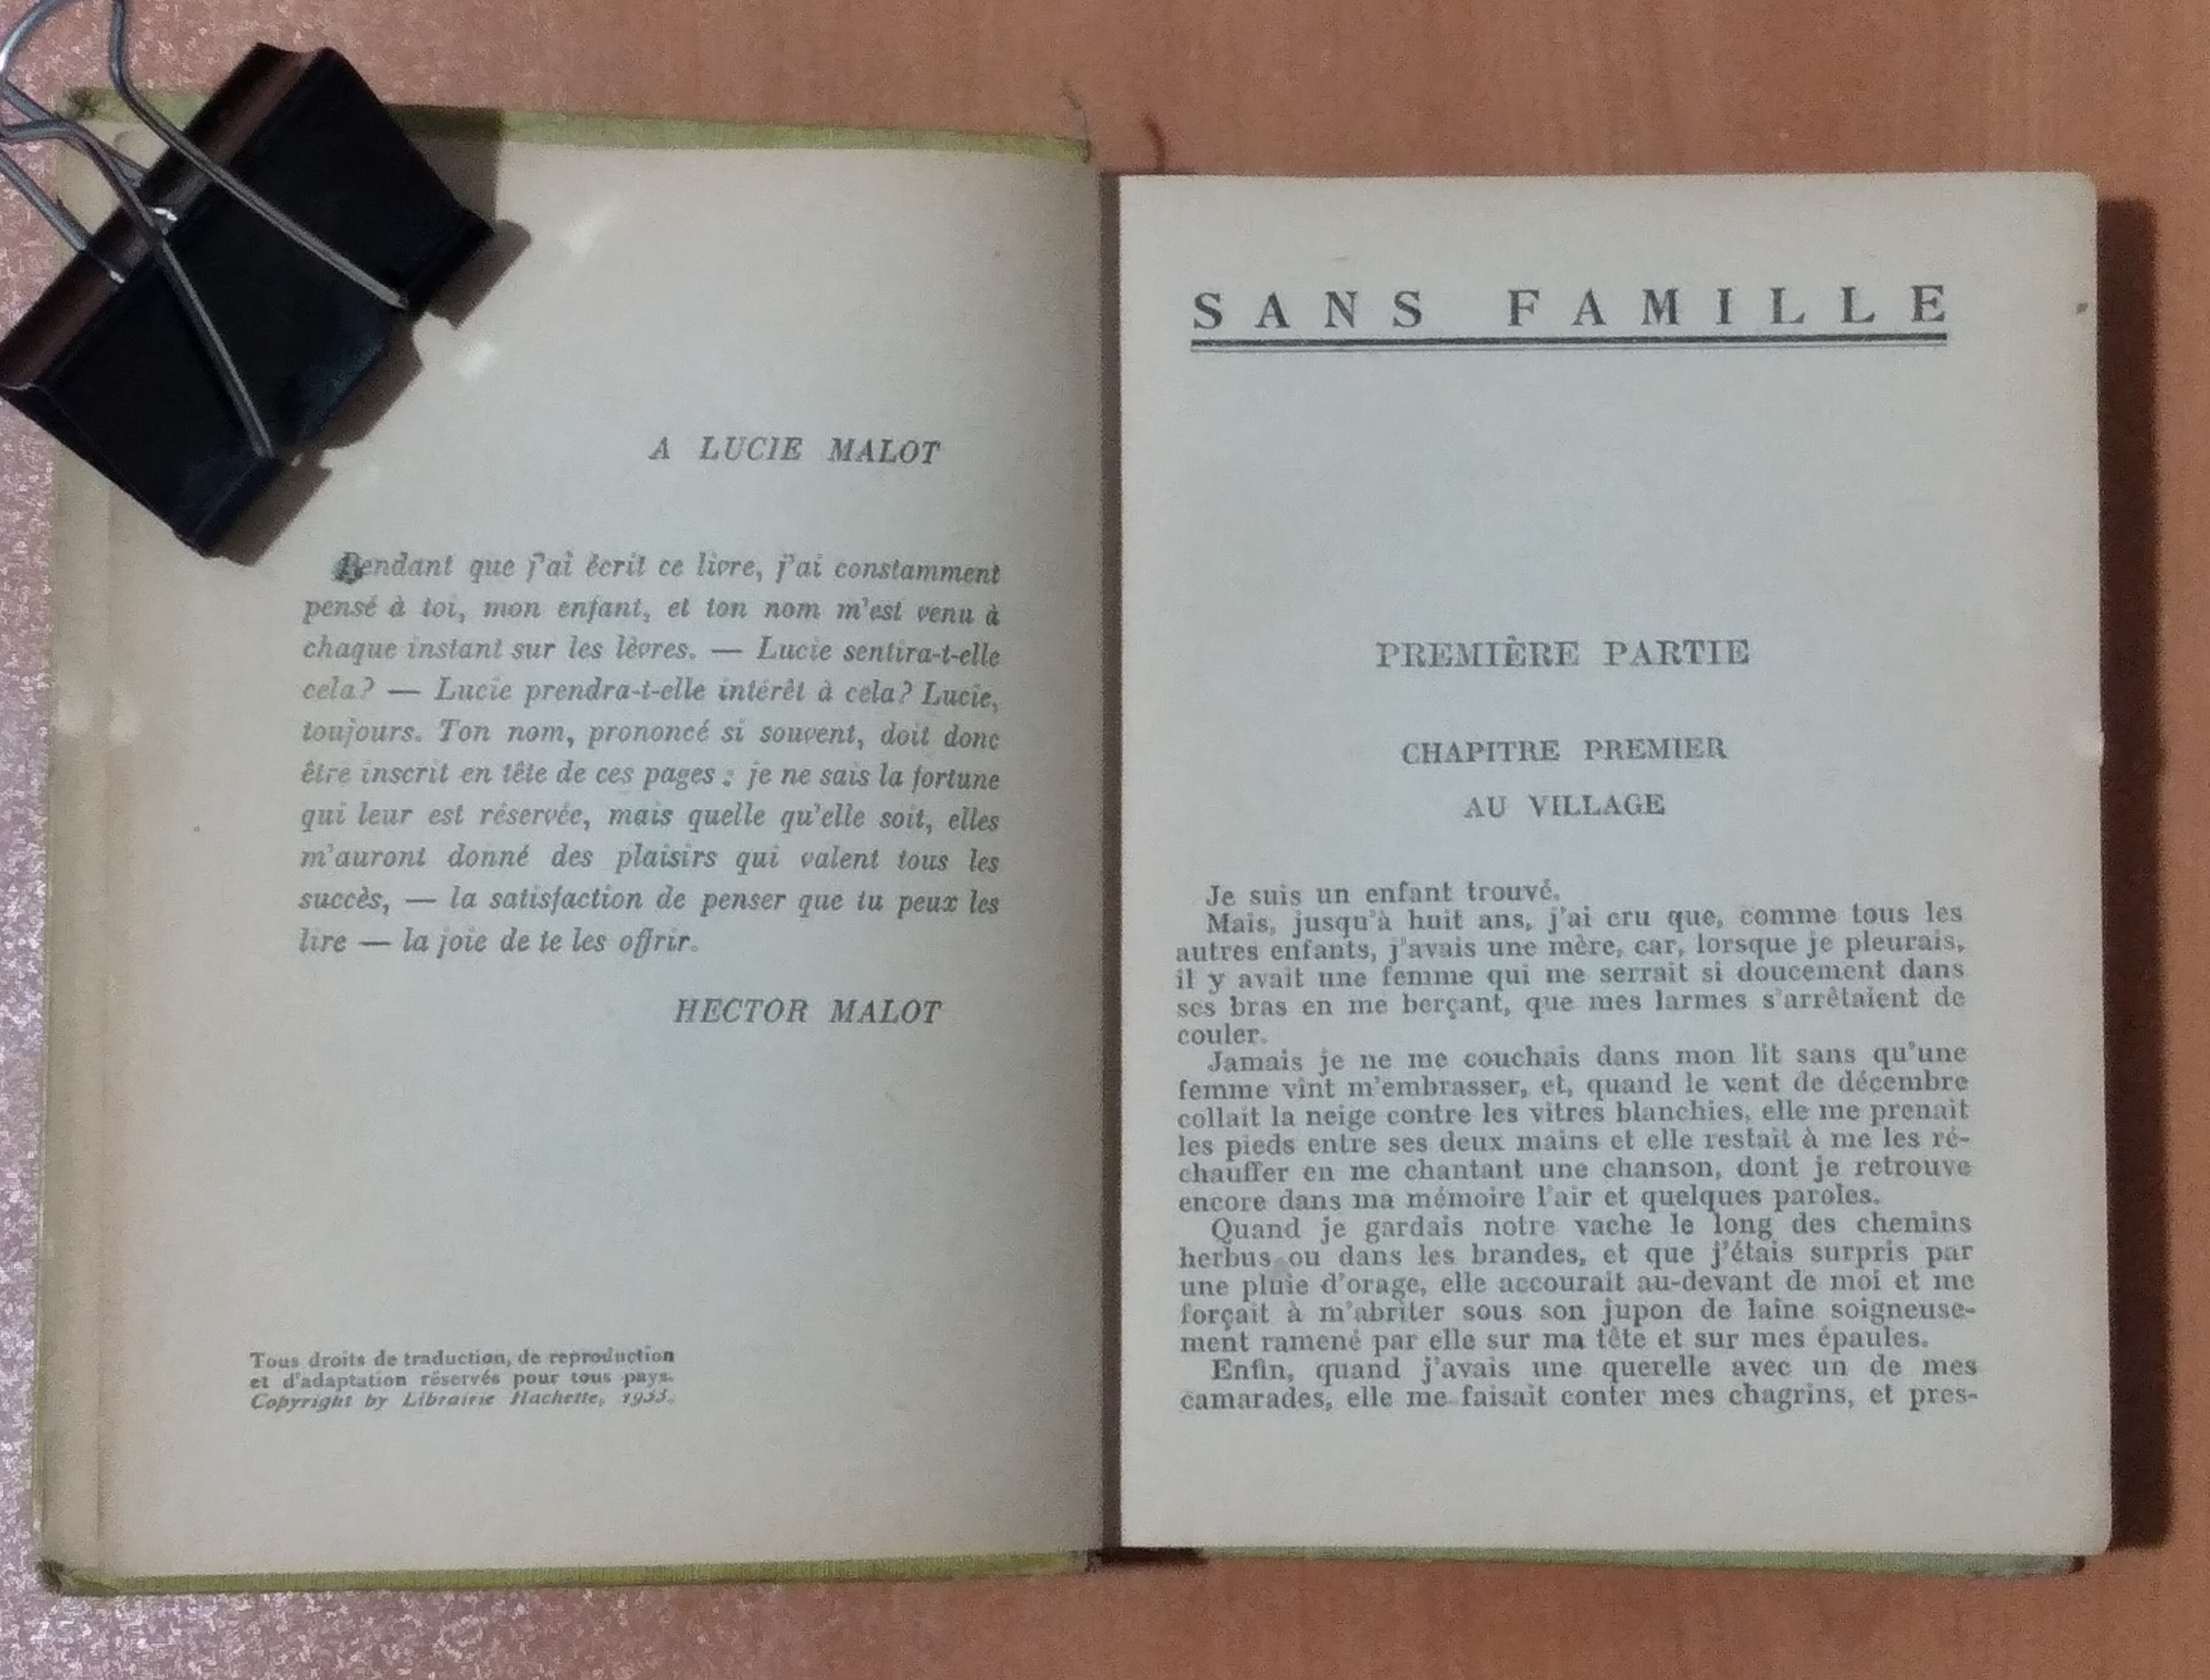 A LUCIE MALOT
Pendant que j'ai écrit ce livre, j'ai constamment
pensé à toi, mon enfant, et ton nom m'est venu à
chaque instant sur les lèvres. — Lucie sentira-t-elle
cela? — Lucie prendra-t-elle intérêt à cela? Lucie,
toujours. Ton nom, prononcé si souvent, doit donc
être inscrit en tête de ces pages : je ne sais la fortune
qui leur est réservée, mais quelle qu'elle soit, elles
m'auront donné des plaisirs qui valent tous les
succès, — la satisfaction de penser que tu peux les
lire — la joie de te les offrir.
HECTOR MALOT
Tous droits de traduction, de reproduction
et d'adaptation réservés pour tous pays.
Copyright by Librairie Hachette,
SANS FAMILLE
PREMIÈRE PARTIE
CHAPITRE PREMIER
AU VILLAGE
Je suis un enfant trouvé.
Mais, jusqu'à huit ans, j'ai cru que, comme tous les
autres enfants, j'avais une mère, car, lorsque je pleurais,
il y avait une femme qui me serrait si doucement dans
ses bras en me berçant, que mes larmes s'arrêtaient de
couler.
Jamais je ne me couchais dans mon lit sans qu'une
femme vînt m'embrasser, et, quand le vent de décembre
collait la neige contre les vitres blanchies, elle me prenait
les pieds entre ses deux mains et elle restait à me les ré-
chauffer en me chantant une chanson, dont je retrouve
encore dans ma mémoire l'air et quelques paroles.
Quand je gardais notre vache le long des chemins
herbus ou dans les brandes, et que j'étais surpris par
une pluie d'orage, elle accourait au-devant de moi et me
forçait à m'abriter sous son jupon de laine soigneuse-
ment ramené par elle sur ma tête et sur mes épaules.
Enfin, quand j'avais une querelle avec un de mes
camarades, elle me faisait conter mes chagrins, et pres-